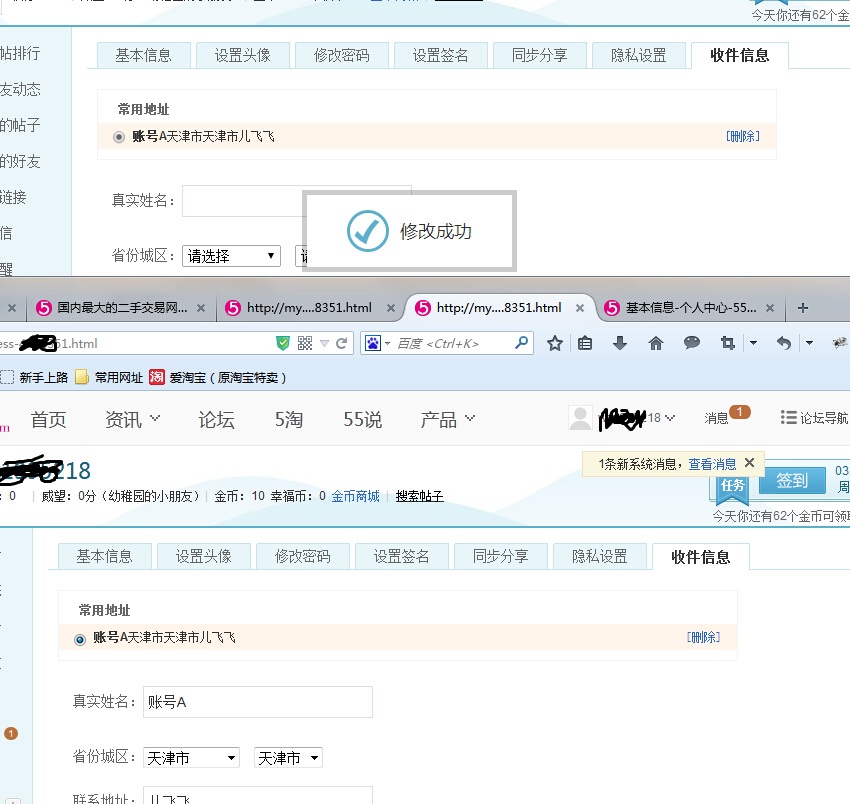 今天你还有62个金
帖排行
友动态
的帖子
的好友
链接
信
醒
基本信息 设置头像 修改密码 设置签名 同步分享 隐私设置 收件信息
常用地址
账号A天津市天津市儿飞飞 [删除]
真实姓名：
修改成功
省份城区： 请选择
国内最大的二手交易网... × http://my....8351.html × http://my....8351.html × 基本信息-个人中心-55... × +
ess- 51.html 百度 <Ctrl+K>
新手上路 常用网址 淘 爱淘宝（原淘宝特卖）
m 首页 资讯 论坛 5淘 55说 产品 18 消息 1 论坛导航
1条新系统消息，查看消息 ×
218
: 0 | 威望：0分（幼稚园的小朋友） | 金币：10 幸福币：0 金币商城 | 搜索帖子
任务 签到 03
周
今天你还有62个金币可领
基本信息 设置头像 修改密码 设置签名 同步分享 隐私设置 收件信息
常用地址
账号A天津市天津市儿飞飞 [删除]
真实姓名： 账号A
1
省份城区： 天津市 天津市
联系地址： 儿飞飞